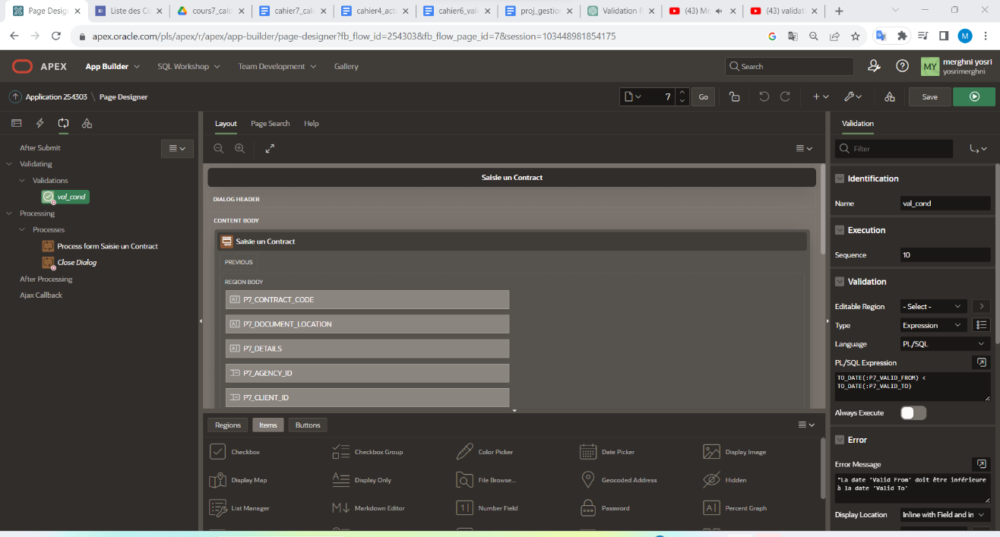 Page Desig
Liste des Co
cours7_calc
cahier7_calc
cahier4_acti
cahier6_vali
proj_gestion
Validation R
(43) Me
(43) validati
apex.oracle.com/pls/apex/r/apex/app-builder/page-designer?fb_flow_id=254303&fb_flow_page_id=7&session=103448981854175
M
APEX
App Builder
SQL Workshop
Team Development
Gallery
Search
MY
merghni yosri
yosrimerghni
Application 254303 \ Page Designer
7
Go
Save
Layout
Page Search
Help
Validation
After Submit
Validating
Validations
val_cond
Processing
Processes
Process form Saisie un Contract
Close Dialog
After Processing
Ajax Callback
Saisie un Contract
DIALOG HEADER
CONTENT BODY
Saisie un Contract
PREVIOUS
REGION BODY
P7_CONTRACT_CODE
P7_DOCUMENT_LOCATION
P7_DETAILS
P7_AGENCY_ID
P7_CLIENT_ID
Regions
Items
Buttons
Checkbox
Checkbox Group
Color Picker
Date Picker
Display Image
Display Map
Display Only
File Browse...
Geocoded Address
Hidden
List Manager
Markdown Editor
Number Field
Password
Percent Graph
Filter
Identification
Name
val_cond
Execution
Sequence
10
Validation
Editable Region
- Select -
Type
Expression
Language
PL/SQL
PL/SQL Expression
TO_DATE(:P7_VALID_FROM) <
TO_DATE(:P7_VALID_TO)
Always Execute
Error
Error Message
"La date 'Valid From' doit être inférieure
à la date 'Valid To'
Display Location
Inline with Field and in